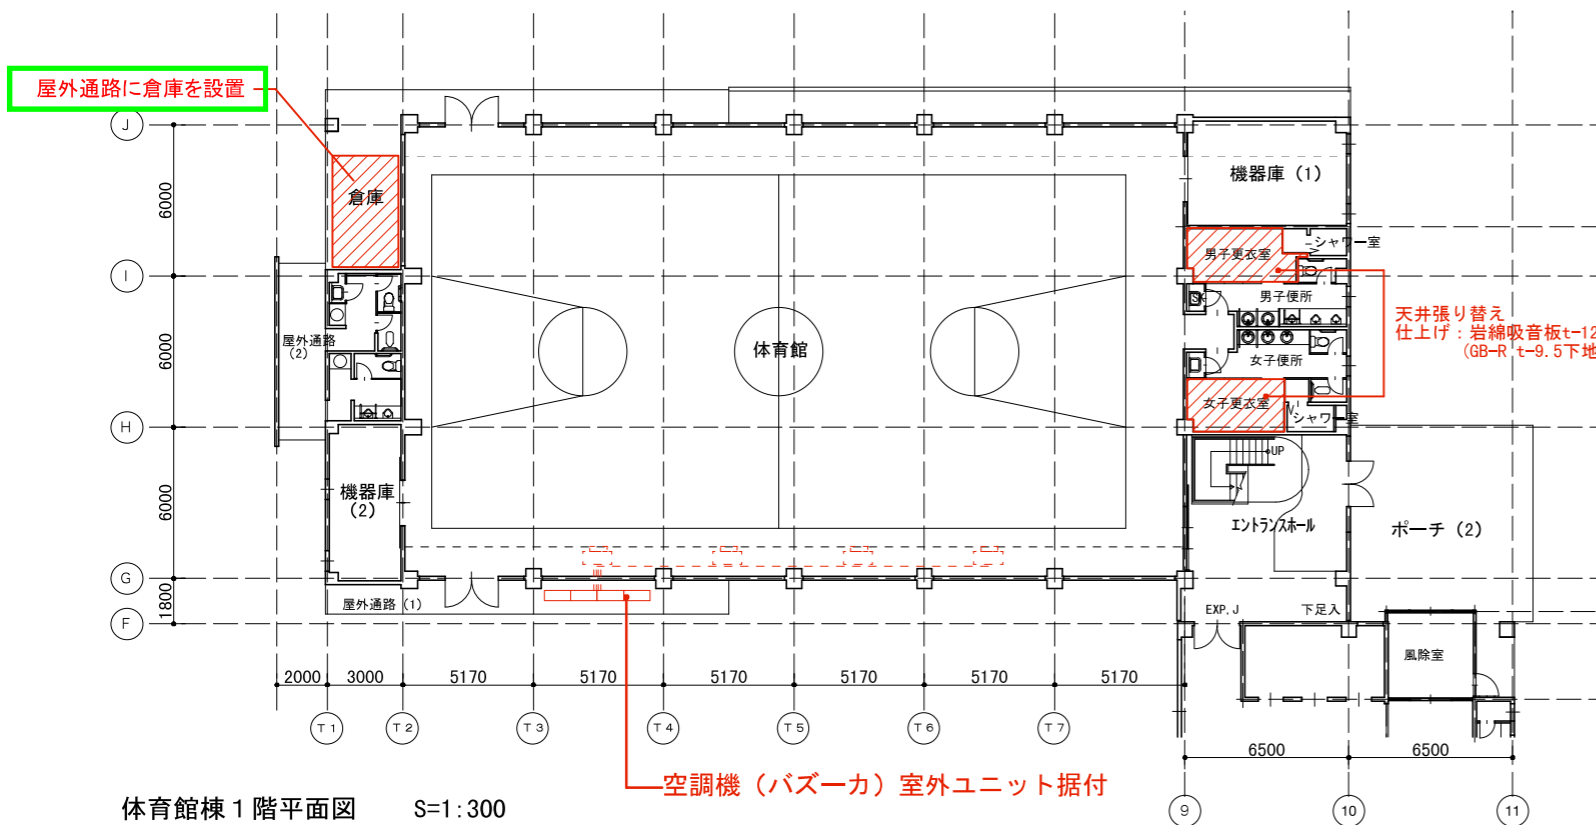 屋外通路に倉庫を設置
J
機器庫（1）
6000
倉庫
シャワー室
男子更衣室
I
SK
男子便所
天井張り替え
仕上げ：岩綿吸音板t-12
(GB-R t-9.5下地
屋外通路
（2）
体育館
6000
女子便所
女子更衣室
シャワー室
H
UP
機器庫
（2）
6000
エントランスホール
ポーチ（2）
G
1800
屋外通路（1）
EXP.J
下足入
F
風除室
2000
3000
5170
5170
5170
5170
5170
5170
T1
T2
T3
T4
T5
T6
T7
6500
6500
空調機（バズーカ）室外ユニット据付
体育館棟１階平面図
S=1:300
9
10
11